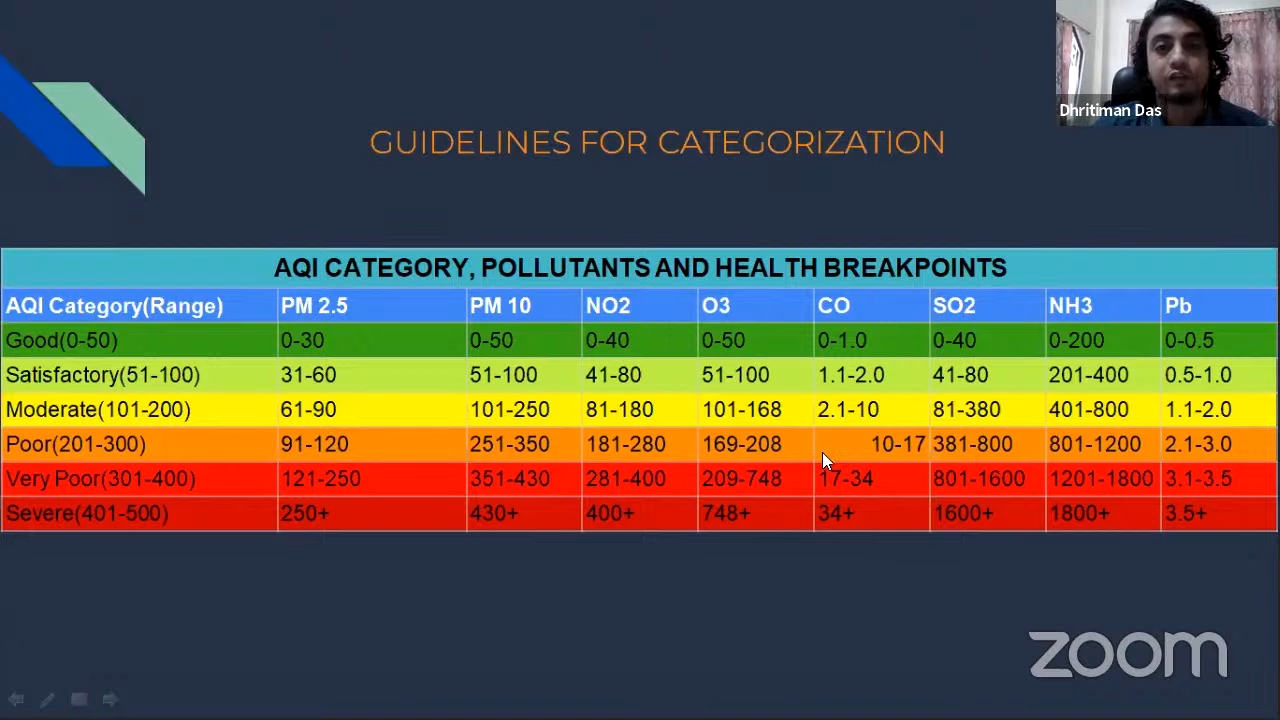 Dhritiman Das
GUIDELINES FOR CATEGORIZATION
AQI CATEGORY, POLLUTANTS AND HEALTH BREAKPOINTS
AQI Category(Range) PM 2.5 PM 10 NO2 O3 CO SO2 NH3 Pb
Good(0-50) 0-30 0-50 0-40 0-50 0-1.0 0-40 0-200 0-0.5
Satisfactory(51-100) 31-60 51-100 41-80 51-100 1.1-2.0 41-80 201-400 0.5-1.0
Moderate(101-200) 61-90 101-250 81-180 101-168 2.1-10 81-380 401-800 1.1-2.0
Poor(201-300) 91-120 251-350 181-280 169-208 10-17 381-800 801-1200 2.1-3.0
Very Poor(301-400) 121-250 351-430 281-400 209-748 17-34 801-1600 1201-1800 3.1-3.5
Severe(401-500) 250+ 430+ 400+ 748+ 34+ 1600+ 1800+ 3.5+
zoom